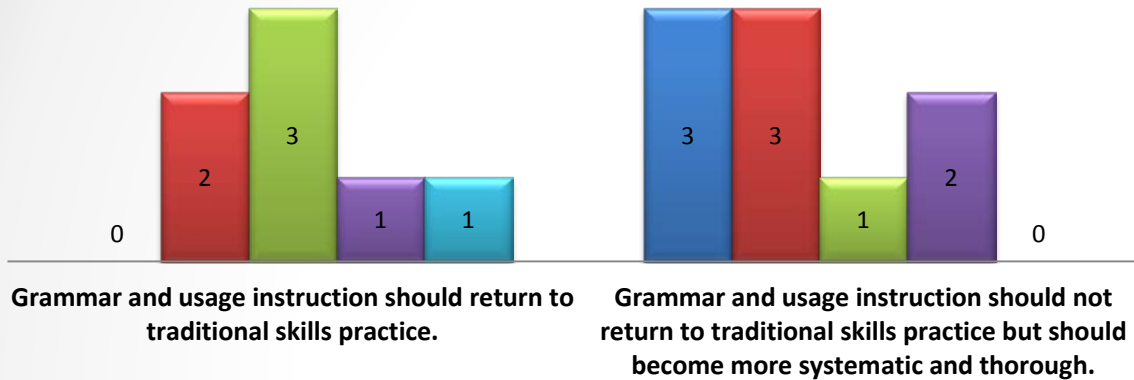 3
3
3
2
2
1
1
1
0
0
Grammar and usage instruction should return to
traditional skills practice.
Grammar and usage instruction should not
return to traditional skills practice but should
become more systematic and thorough.